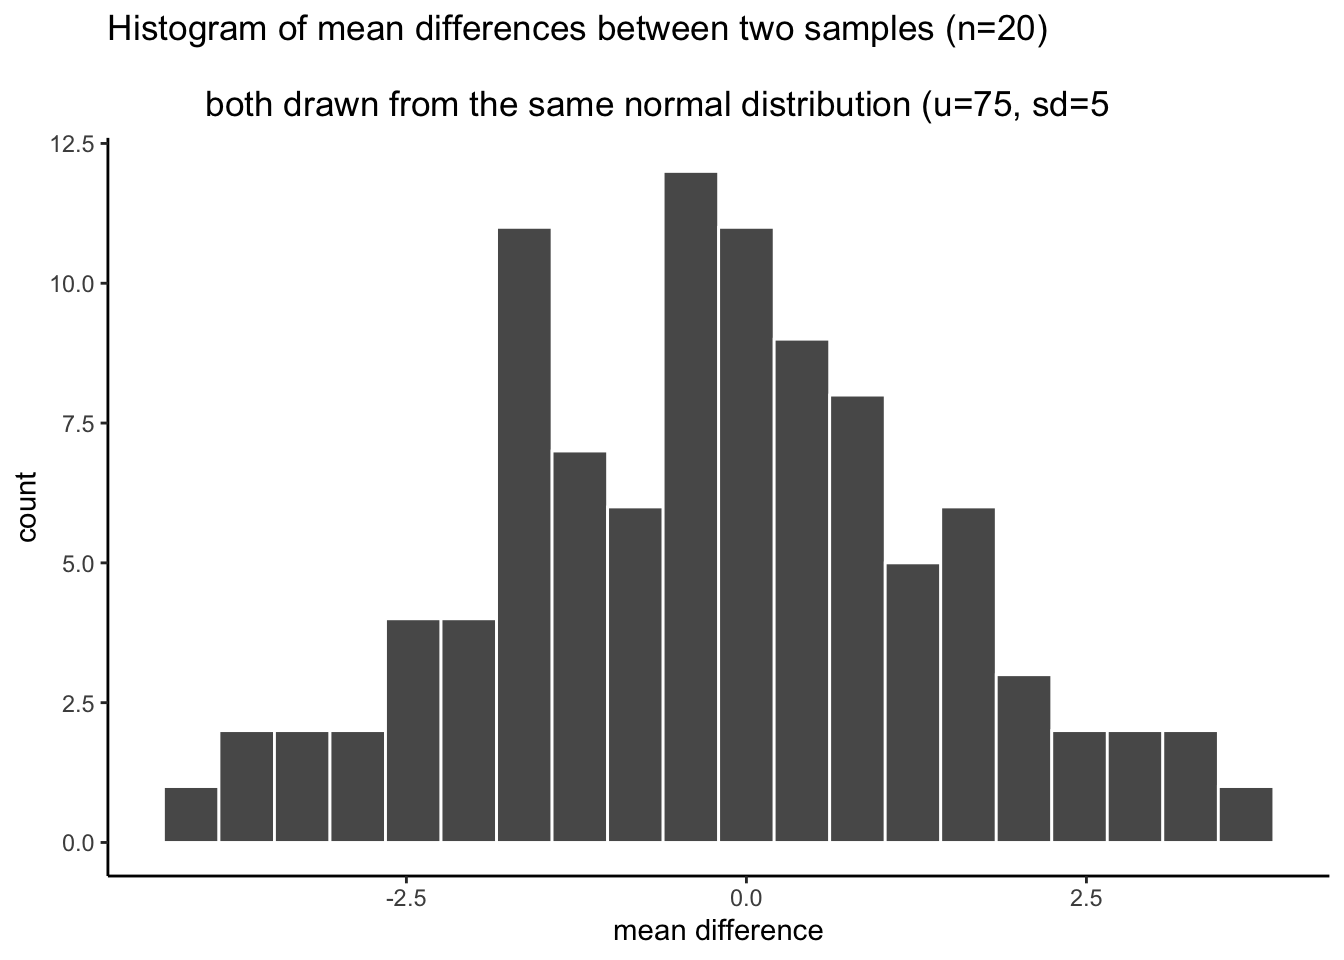 Histogram of mean differences between two samples (n=20)
both drawn from the same normal distribution (u=75, sd=5
12.5
10.0
7.5
5.0
2.5
0.0
count
-2.5 0.0 2.5
mean difference